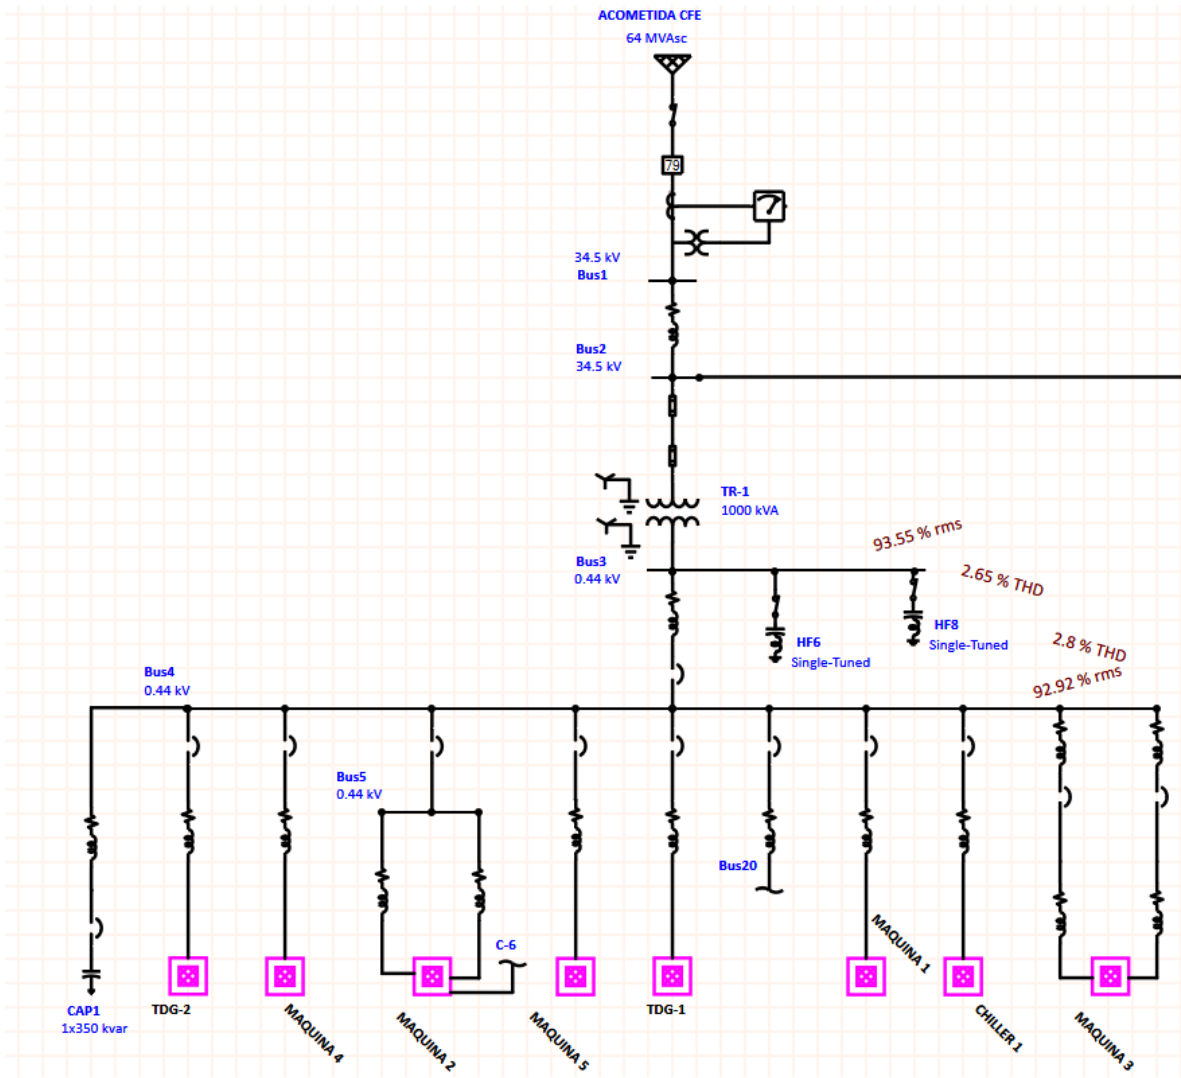 ACOMETIDA CFE
64 MVAsc
79
34.5 kV
Bus1
Bus2
34.5 kV
TR-1
1000 kVA
93.55 % rms
Bus3
0.44 kV
2.65 % THD
HF6
Single-Tuned
HF8
Single-Tuned
2.8 % THD
92.92 % rms
Bus4
0.44 kV
Bus5
0.44 kV
Bus20
C-6
CAP1
1x350 kvar
TDG-2
MAQUINA 4
MAQUINA 2
MAQUINA 5
TDG-1
MAQUINA 1
CHILLER 1
MAQUINA 3